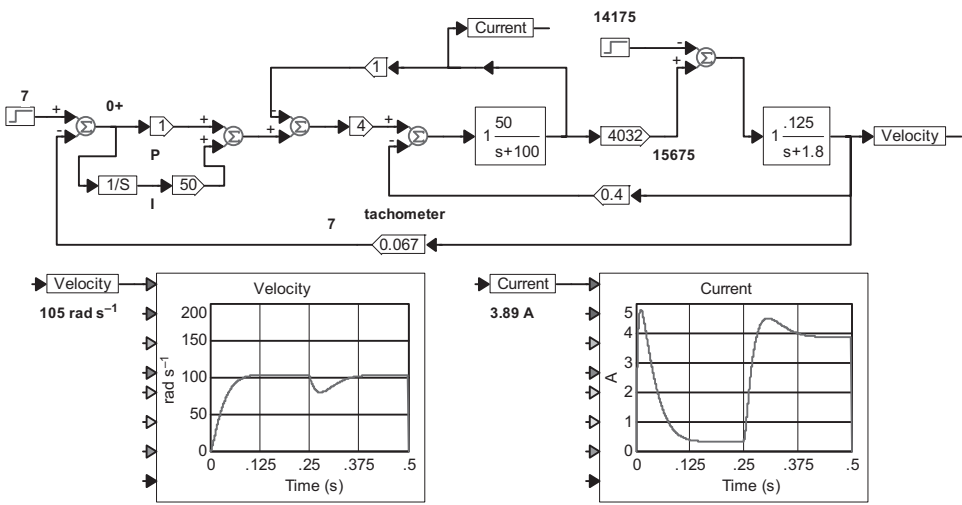 14175
Current
1
7
0+
+
-
Σ
1
P
+
+
Σ
-
+
Σ
4
+
-
Σ
1 50
s+100
4032
15675
-
+
Σ
1 .125
s+1.8
Velocity
1/S
50
I
0.4
7
tachometer
0.067
Velocity
105 rad s⁻¹
Velocity
rad s⁻¹
200
150
100
50
0
0 .125 .25 .375 .5
Time (s)
Current
3.89 A
Current
A
5
4
3
2
1
0
0 .125 .25 .375 .5
Time (s)